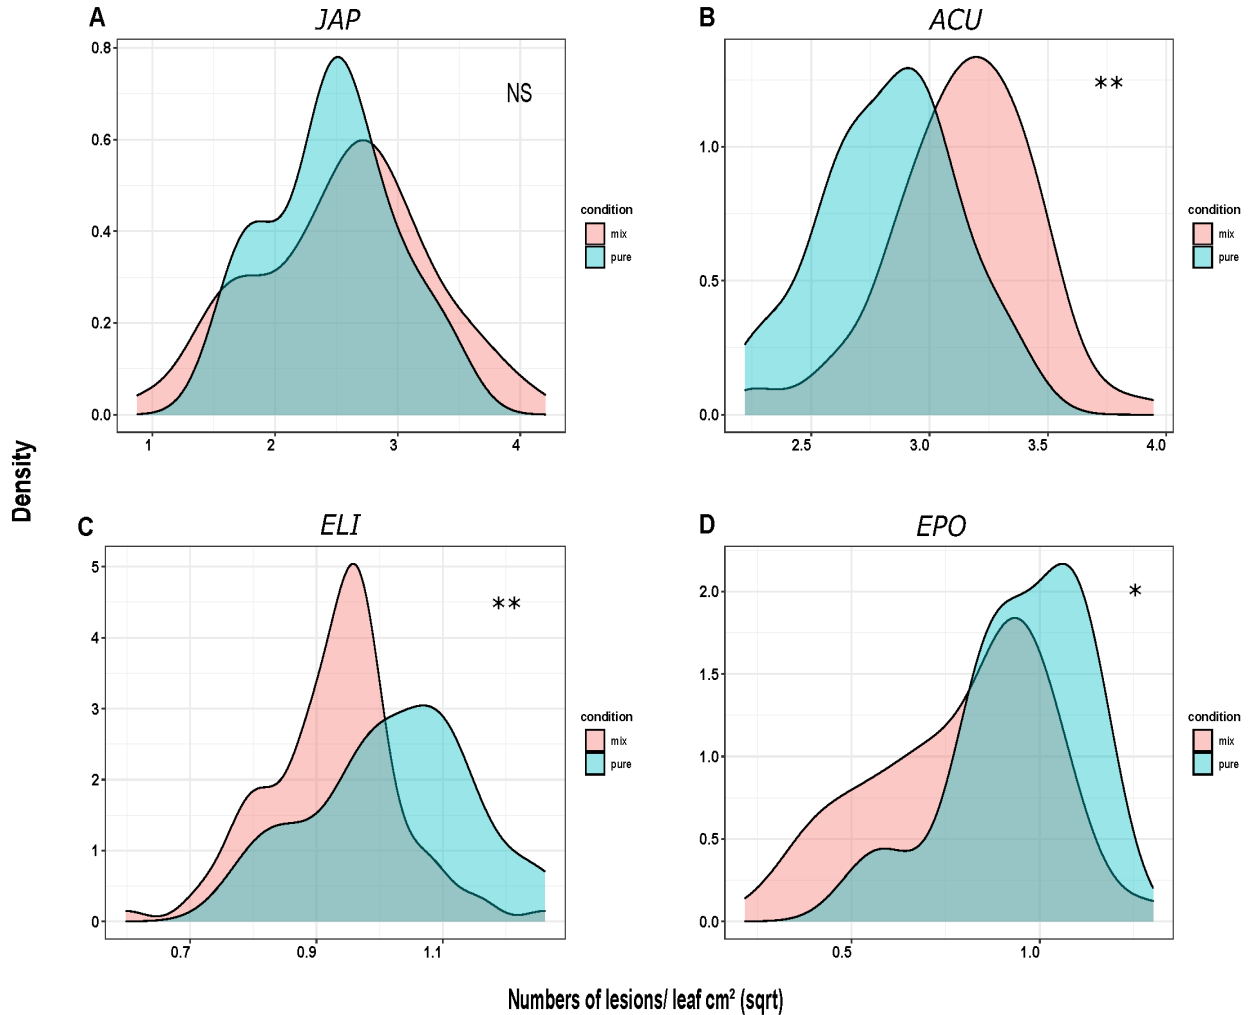 A
JAP
0.8
0.6
0.4
0.2
0.0
1 2 3 4
NS
condition
mix
pure
B
ACU
1.0
0.5
0.0
2.5 3.0 3.5 4.0
**
condition
mix
pure
Density
C
ELI
5
4
3
2
1
0
0.7 0.9 1.1
**
condition
mix
pure
D
EPO
2.0
1.5
1.0
0.5
0.0
0.5 1.0
*
condition
mix
pure
Numbers of lesions/ leaf cm² (sqrt)